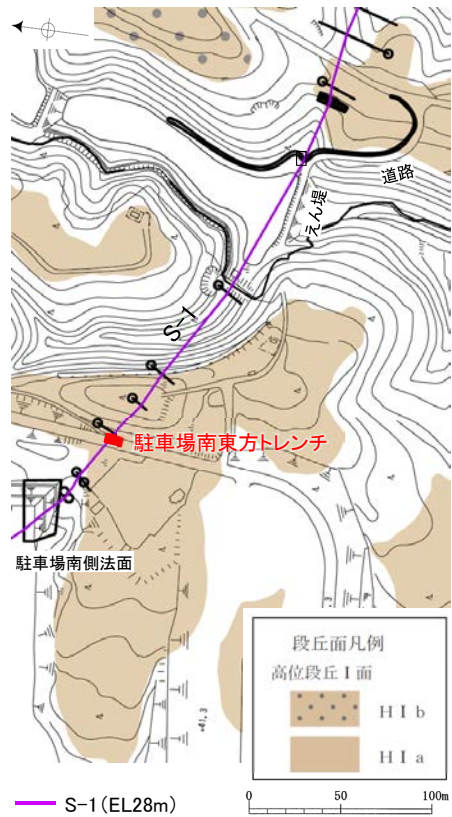 道路
えん堤
S-1
駐車場南東方トレンチ
駐車場南側法面
段丘面凡例
高位段丘Ⅰ面
HⅠb
HⅠa
41.3
S-1(EL28m)
0 50 100m